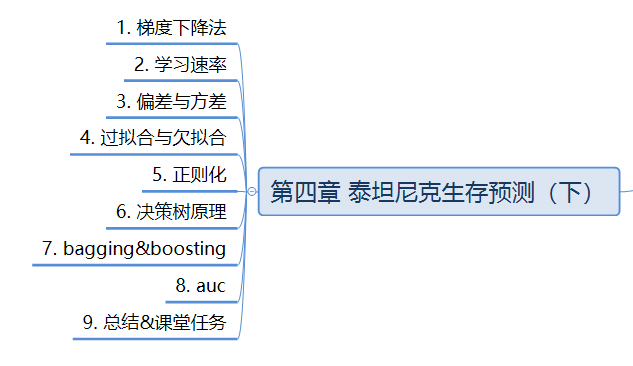 1. 梯度下降法
2. 学习速率
3. 偏差与方差
4. 过拟合与欠拟合
5. 正则化
第四章 泰坦尼克生存预测（下）
6. 决策树原理
7. bagging&boosting
8. auc
9. 总结&课堂任务